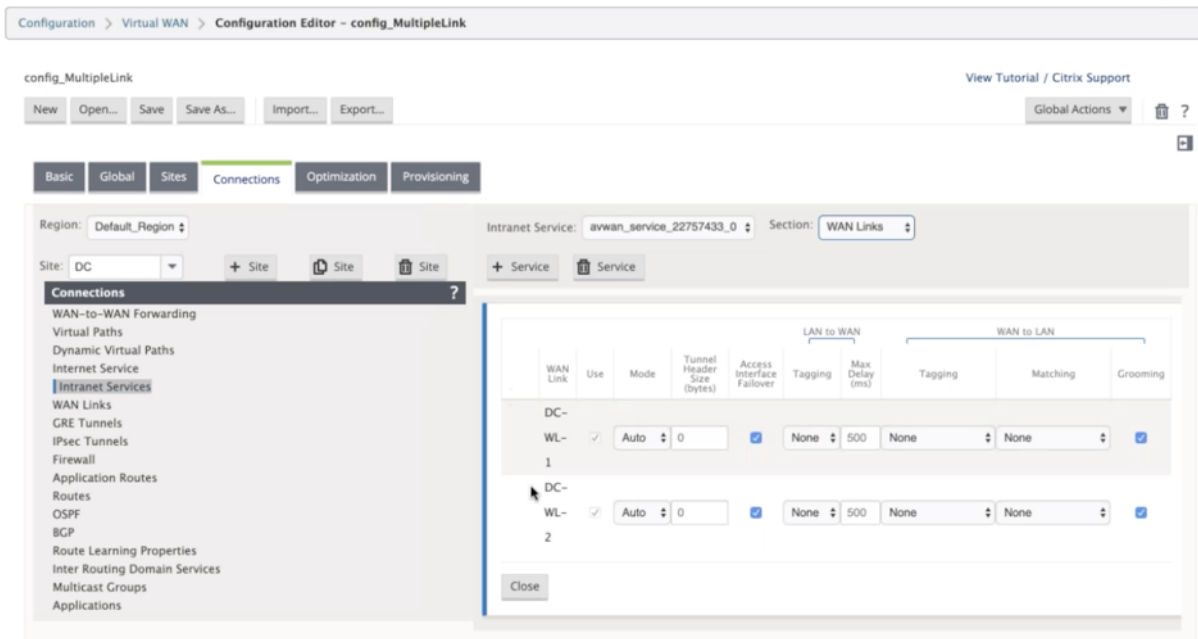 Configuration > Virtual WAN > Configuration Editor - config_MultipleLink
config_MultipleLink
View Tutorial / Citrix Support
New Open... Save Save As... Import... Export... Global Actions ?
Basic Global Sites Connections Optimization Provisioning
Region: Default_Region
Intranet Service: avwan_service_22757433_0 Section: WAN Links
Site: DC + Site Site Site
+ Service Service
Connections ?
WAN-to-WAN Forwarding
Virtual Paths
Dynamic Virtual Paths
Internet Service
Intranet Services
WAN Links
GRE Tunnels
IPsec Tunnels
Firewall
Application Routes
Routes
OSPF
BGP
Route Learning Properties
Inter Routing Domain Services
Multicast Groups
Applications
LAN to WAN WAN to LAN
WAN Link Use Mode Tunnel Header Size (bytes) Access Interface Failover Tagging Max Delay (ms) Tagging Matching Grooming
DC-
WL- Auto 0 None 500 None None
1
DC-
WL- Auto 0 None 500 None None
2
Close